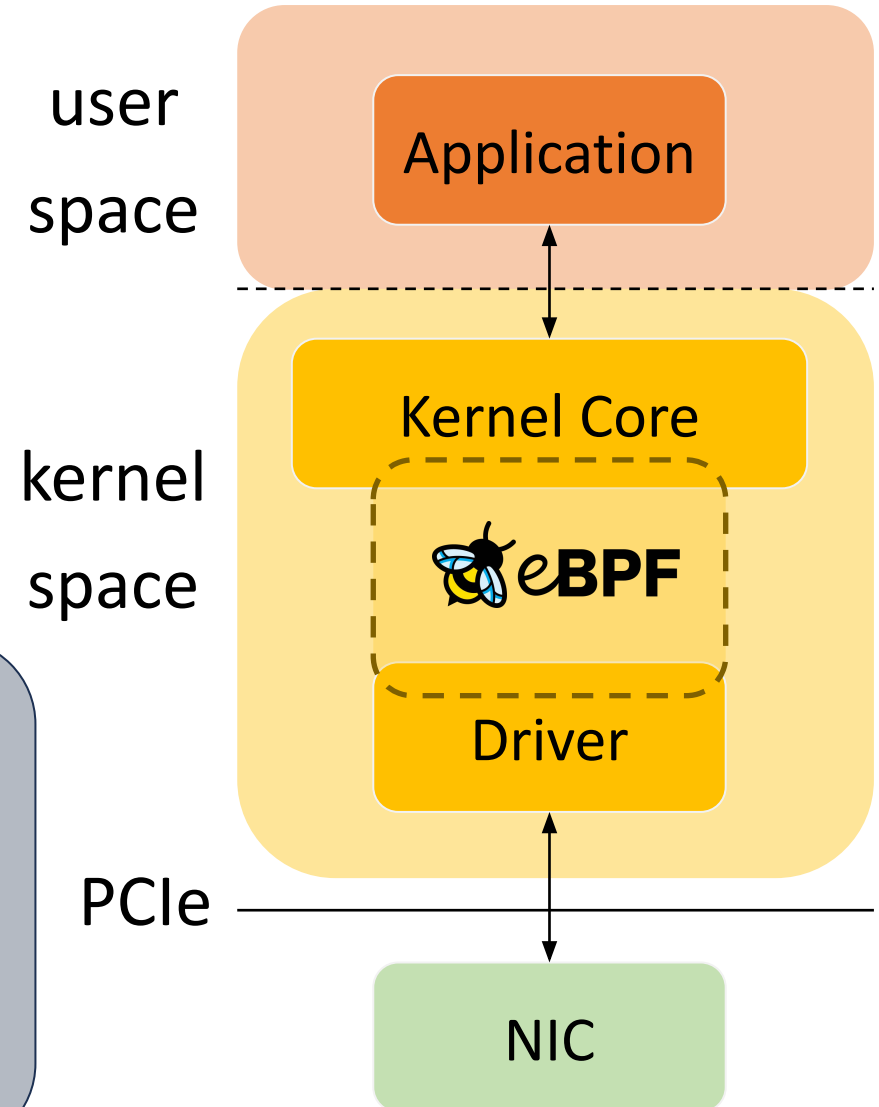 user
space
Application
Kernel Core
kernel
space
eBPF
Driver
PCIe
NIC